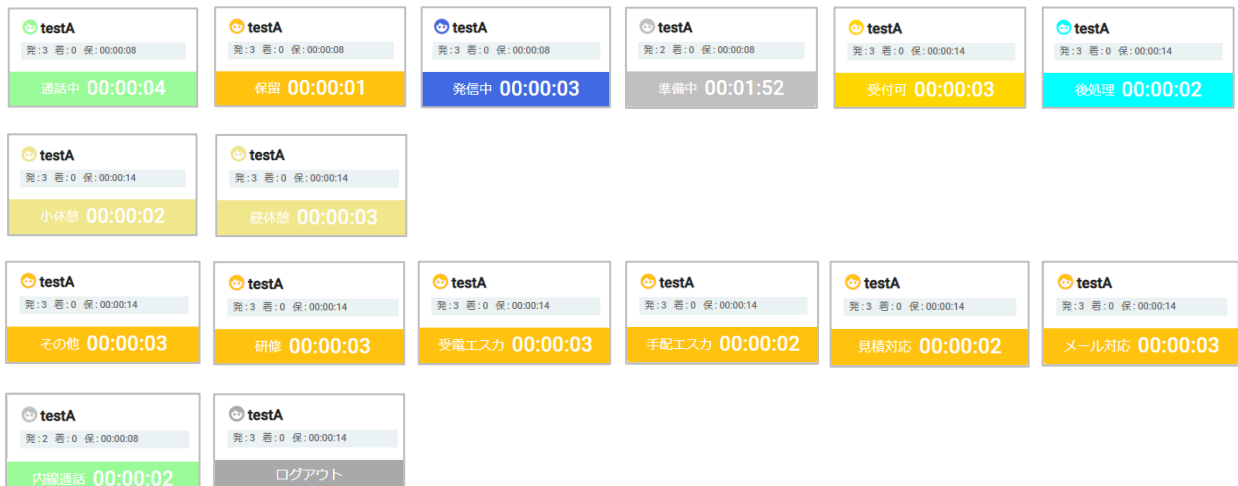 testA
発:3 着:0 保:00:00:08
通話中 00:00:04
testA
発:3 着:0 保:00:00:08
保留 00:00:01
testA
発:3 着:0 保:00:00:08
発信中 00:00:03
testA
発:2 着:0 保:00:00:08
準備中 00:01:52
testA
発:3 着:0 保:00:00:14
受付可 00:00:03
testA
発:3 着:0 保:00:00:14
後処理 00:00:02
testA
発:3 着:0 保:00:00:14
小休憩 00:00:02
testA
発:3 着:0 保:00:00:14
昼休憩 00:00:03
testA
発:3 着:0 保:00:00:14
その他 00:00:03
testA
発:3 着:0 保:00:00:14
研修 00:00:03
testA
発:3 着:0 保:00:00:14
受電エスカ 00:00:03
testA
発:3 着:0 保:00:00:14
手配エスカ 00:00:02
testA
発:3 着:0 保:00:00:14
見積対応 00:00:02
testA
発:3 着:0 保:00:00:14
メール対応 00:00:03
testA
発:2 着:0 保:00:00:08
内線通話 00:00:02
testA
発:3 着:0 保:00:00:14
ログアウト